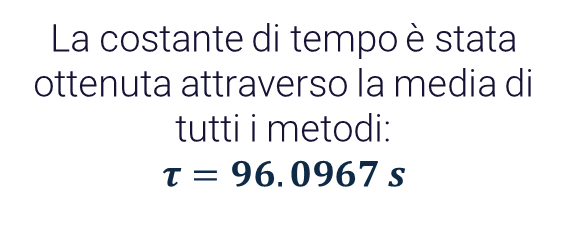 La costante di tempo è stata
ottenuta attraverso la media di
tutti i metodi:
τ = 96.0967 s